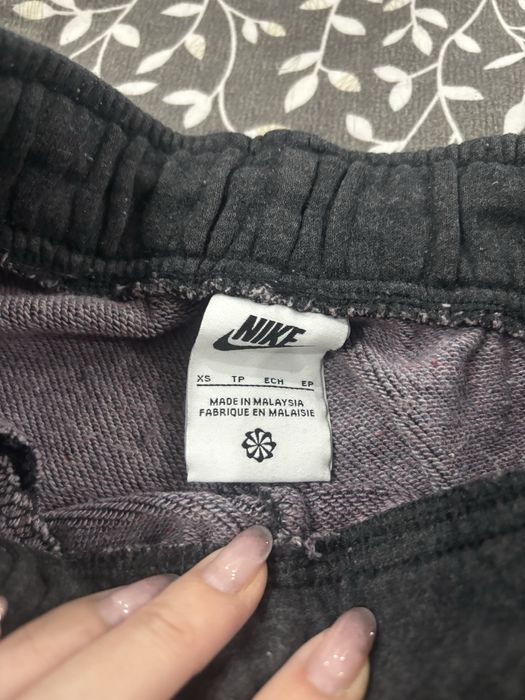 NIKE
XS TP ECH EP
MADE IN MALAYSIA
FABRIQUE EN MALAISIE